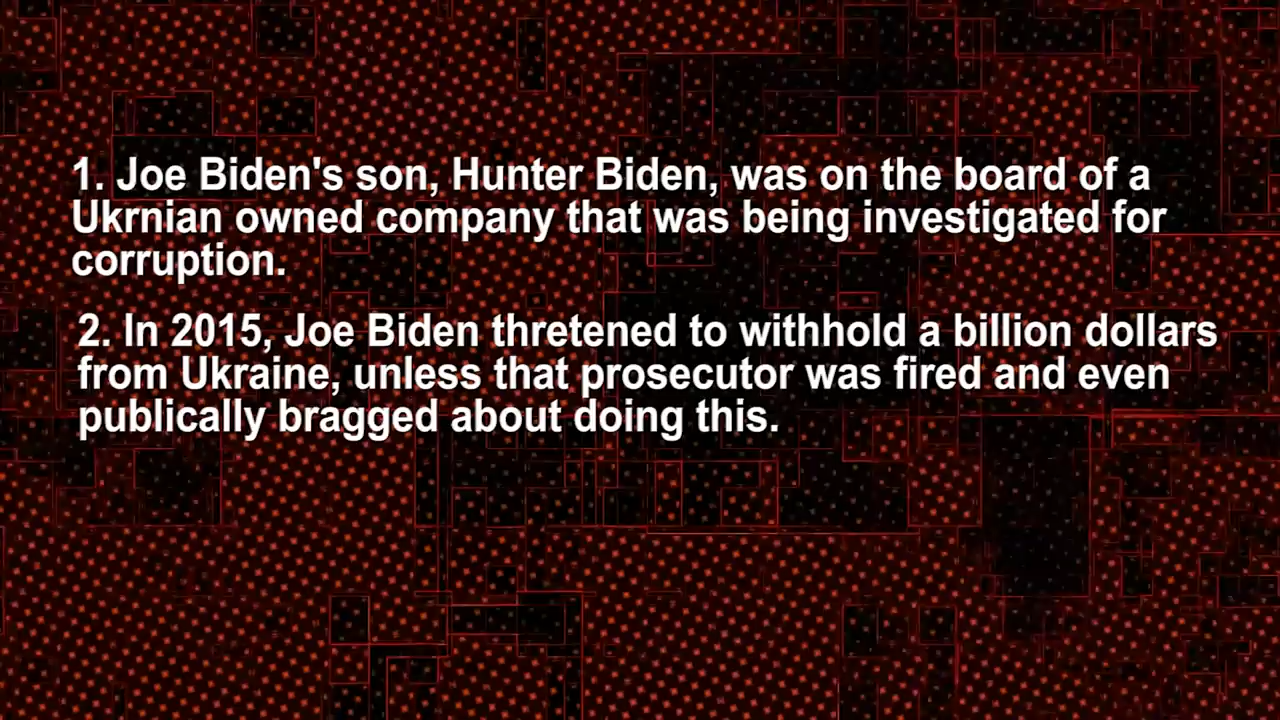 1. Joe Biden's son, Hunter Biden, was on the board of a
Ukrnian owned company that was being investigated for
corruption.
2. In 2015, Joe Biden thretened to withhold a billion dollars
from Ukraine, unless that prosecutor was fired and even
publically bragged about doing this.